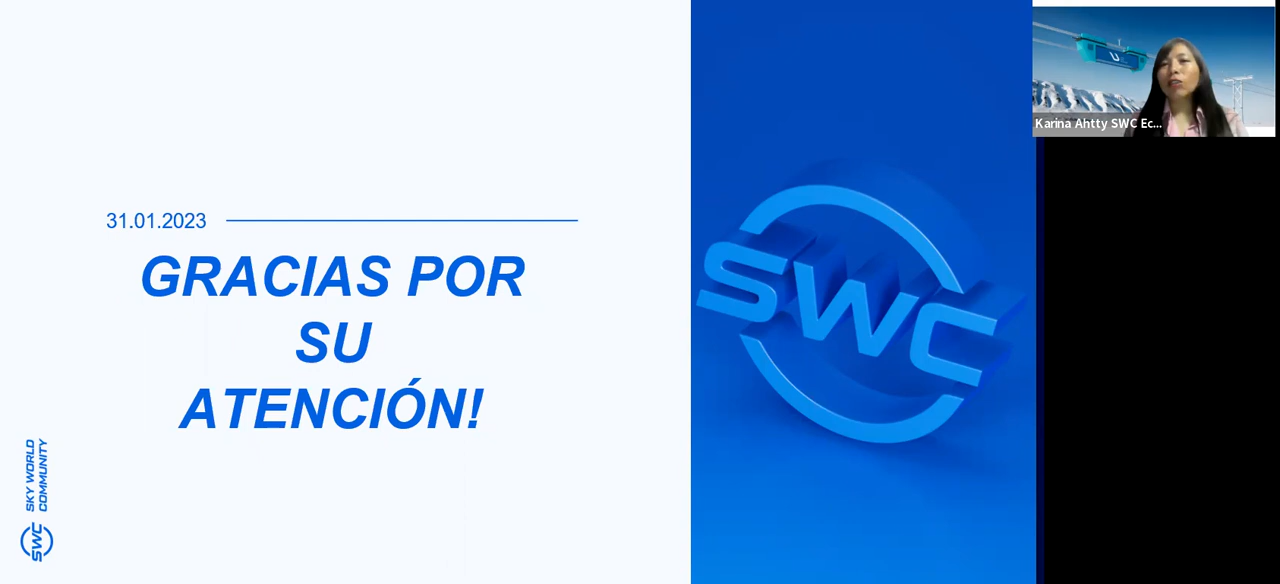 31.01.2023
GRACIAS POR
SU
ATENCIÓN!
SWC
Karina Ahtty SWC Ec...
SWC SKY WORLD
COMMUNITY